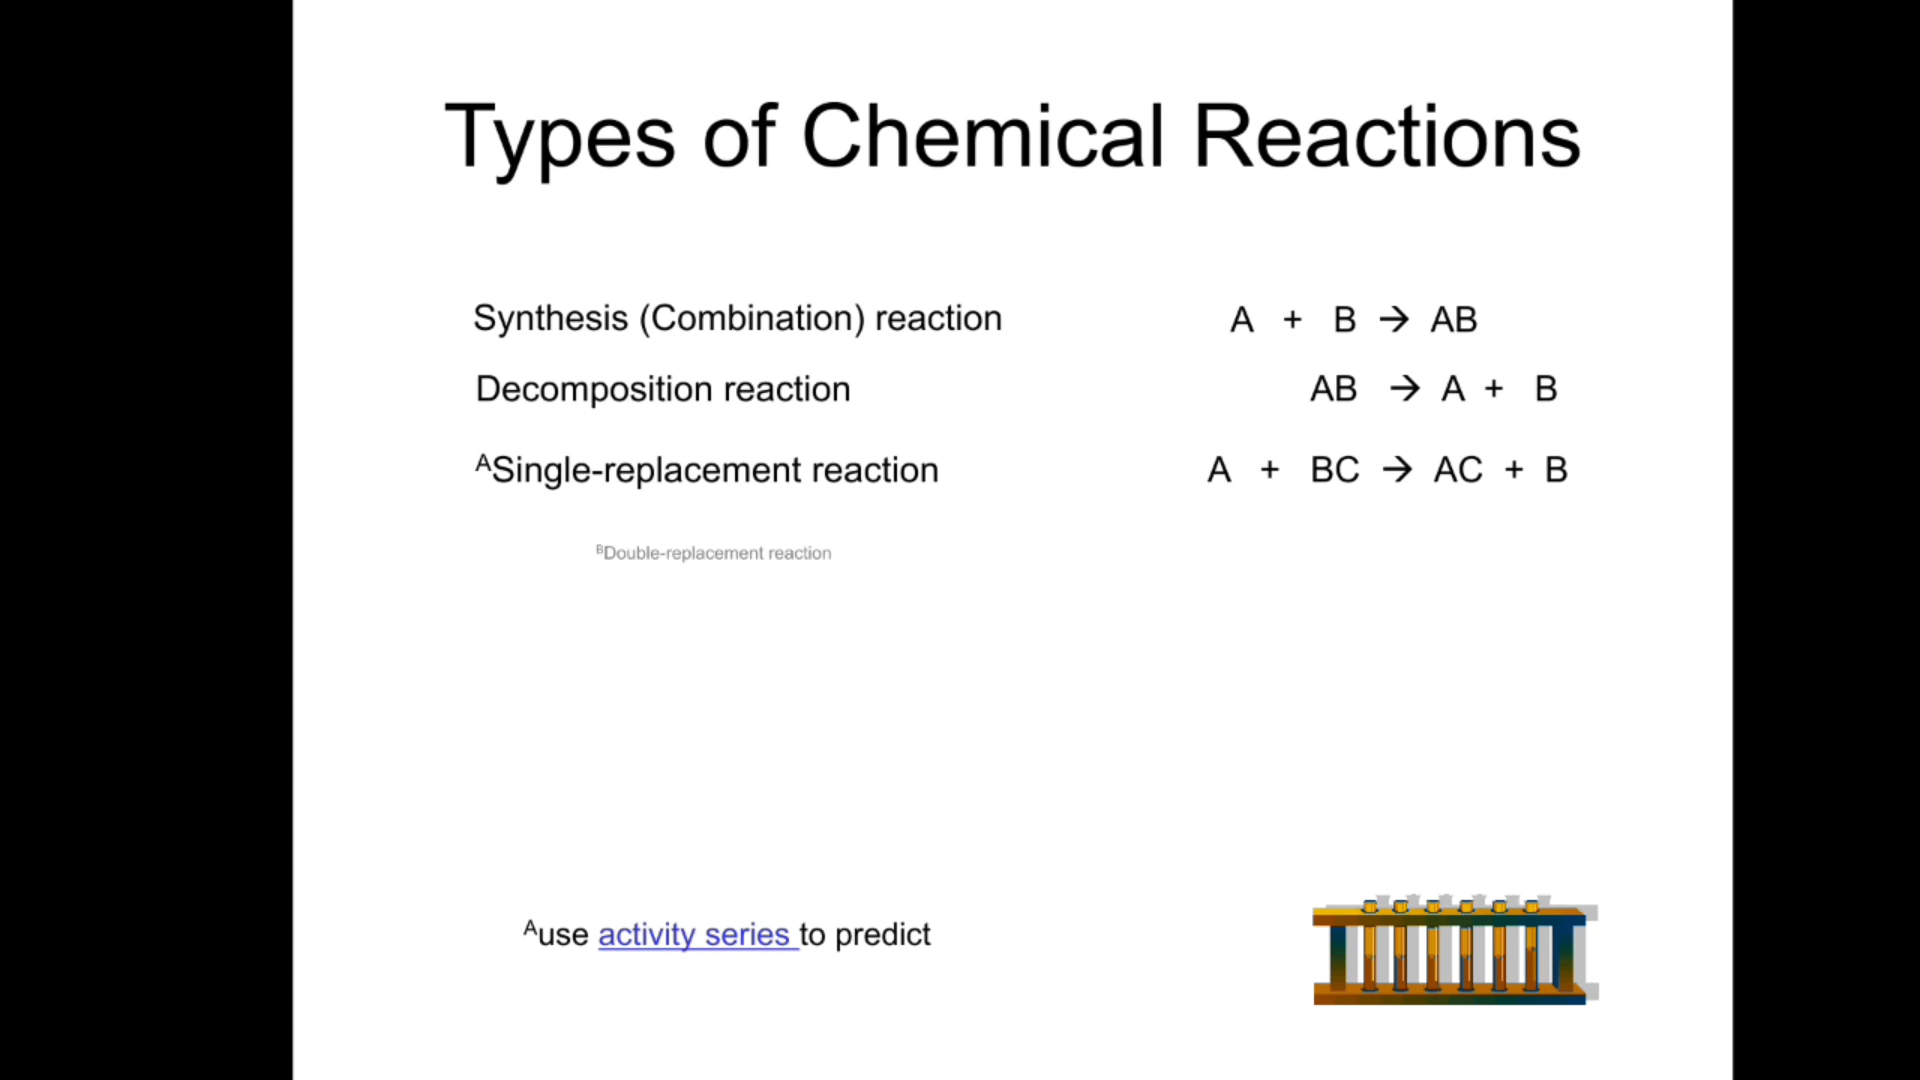 Types of Chemical Reactions
Synthesis (Combination) reaction A + B → AB
Decomposition reaction AB → A + B
ᴬSingle-replacement reaction A + BC → AC + B
ᴮDouble-replacement reaction
ᴬuse activity series to predict